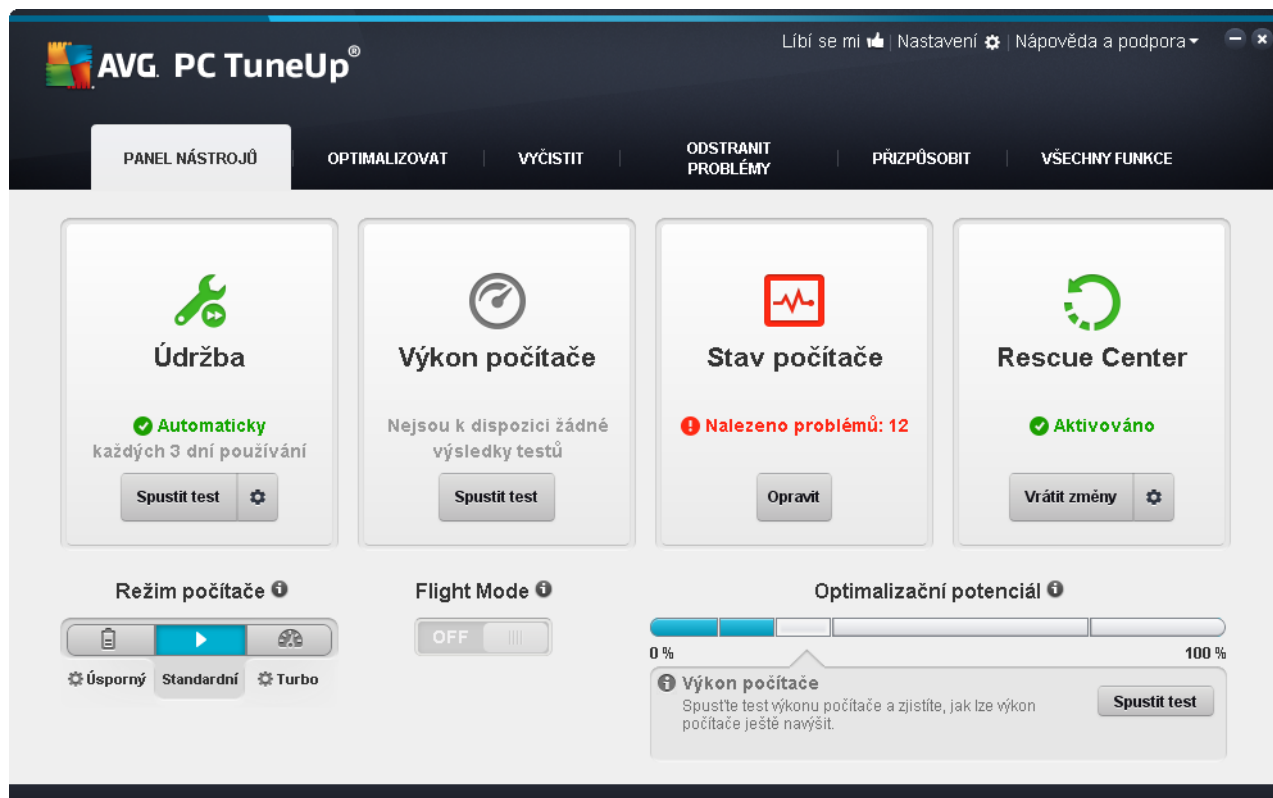 Líbí se mi | Nastavení | Nápověda a podpora
AVG. PC TuneUp®
PANEL NÁSTROJŮ
OPTIMALIZOVAT
VYČISTIT
ODSTRANIT
PROBLÉMY
PŘIZPŮSOBIT
VŠECHNY FUNKCE
Údržba
Automaticky
každých 3 dní používání
Spustit test
Výkon počítače
Nejsou k dispozici žádné
výsledky testů
Spustit test
Stav počítače
Nalezeno problémů: 12
Opravit
Rescue Center
Aktivováno
Vrátit změny
Režim počítače
Úsporný
Standardní
Turbo
Flight Mode
OFF
Optimalizační potenciál
0 %
100 %
Výkon počítače
Spusťte test výkonu počítače a zjistíte, jak lze výkon
počítače ještě navýšit.
Spustit test